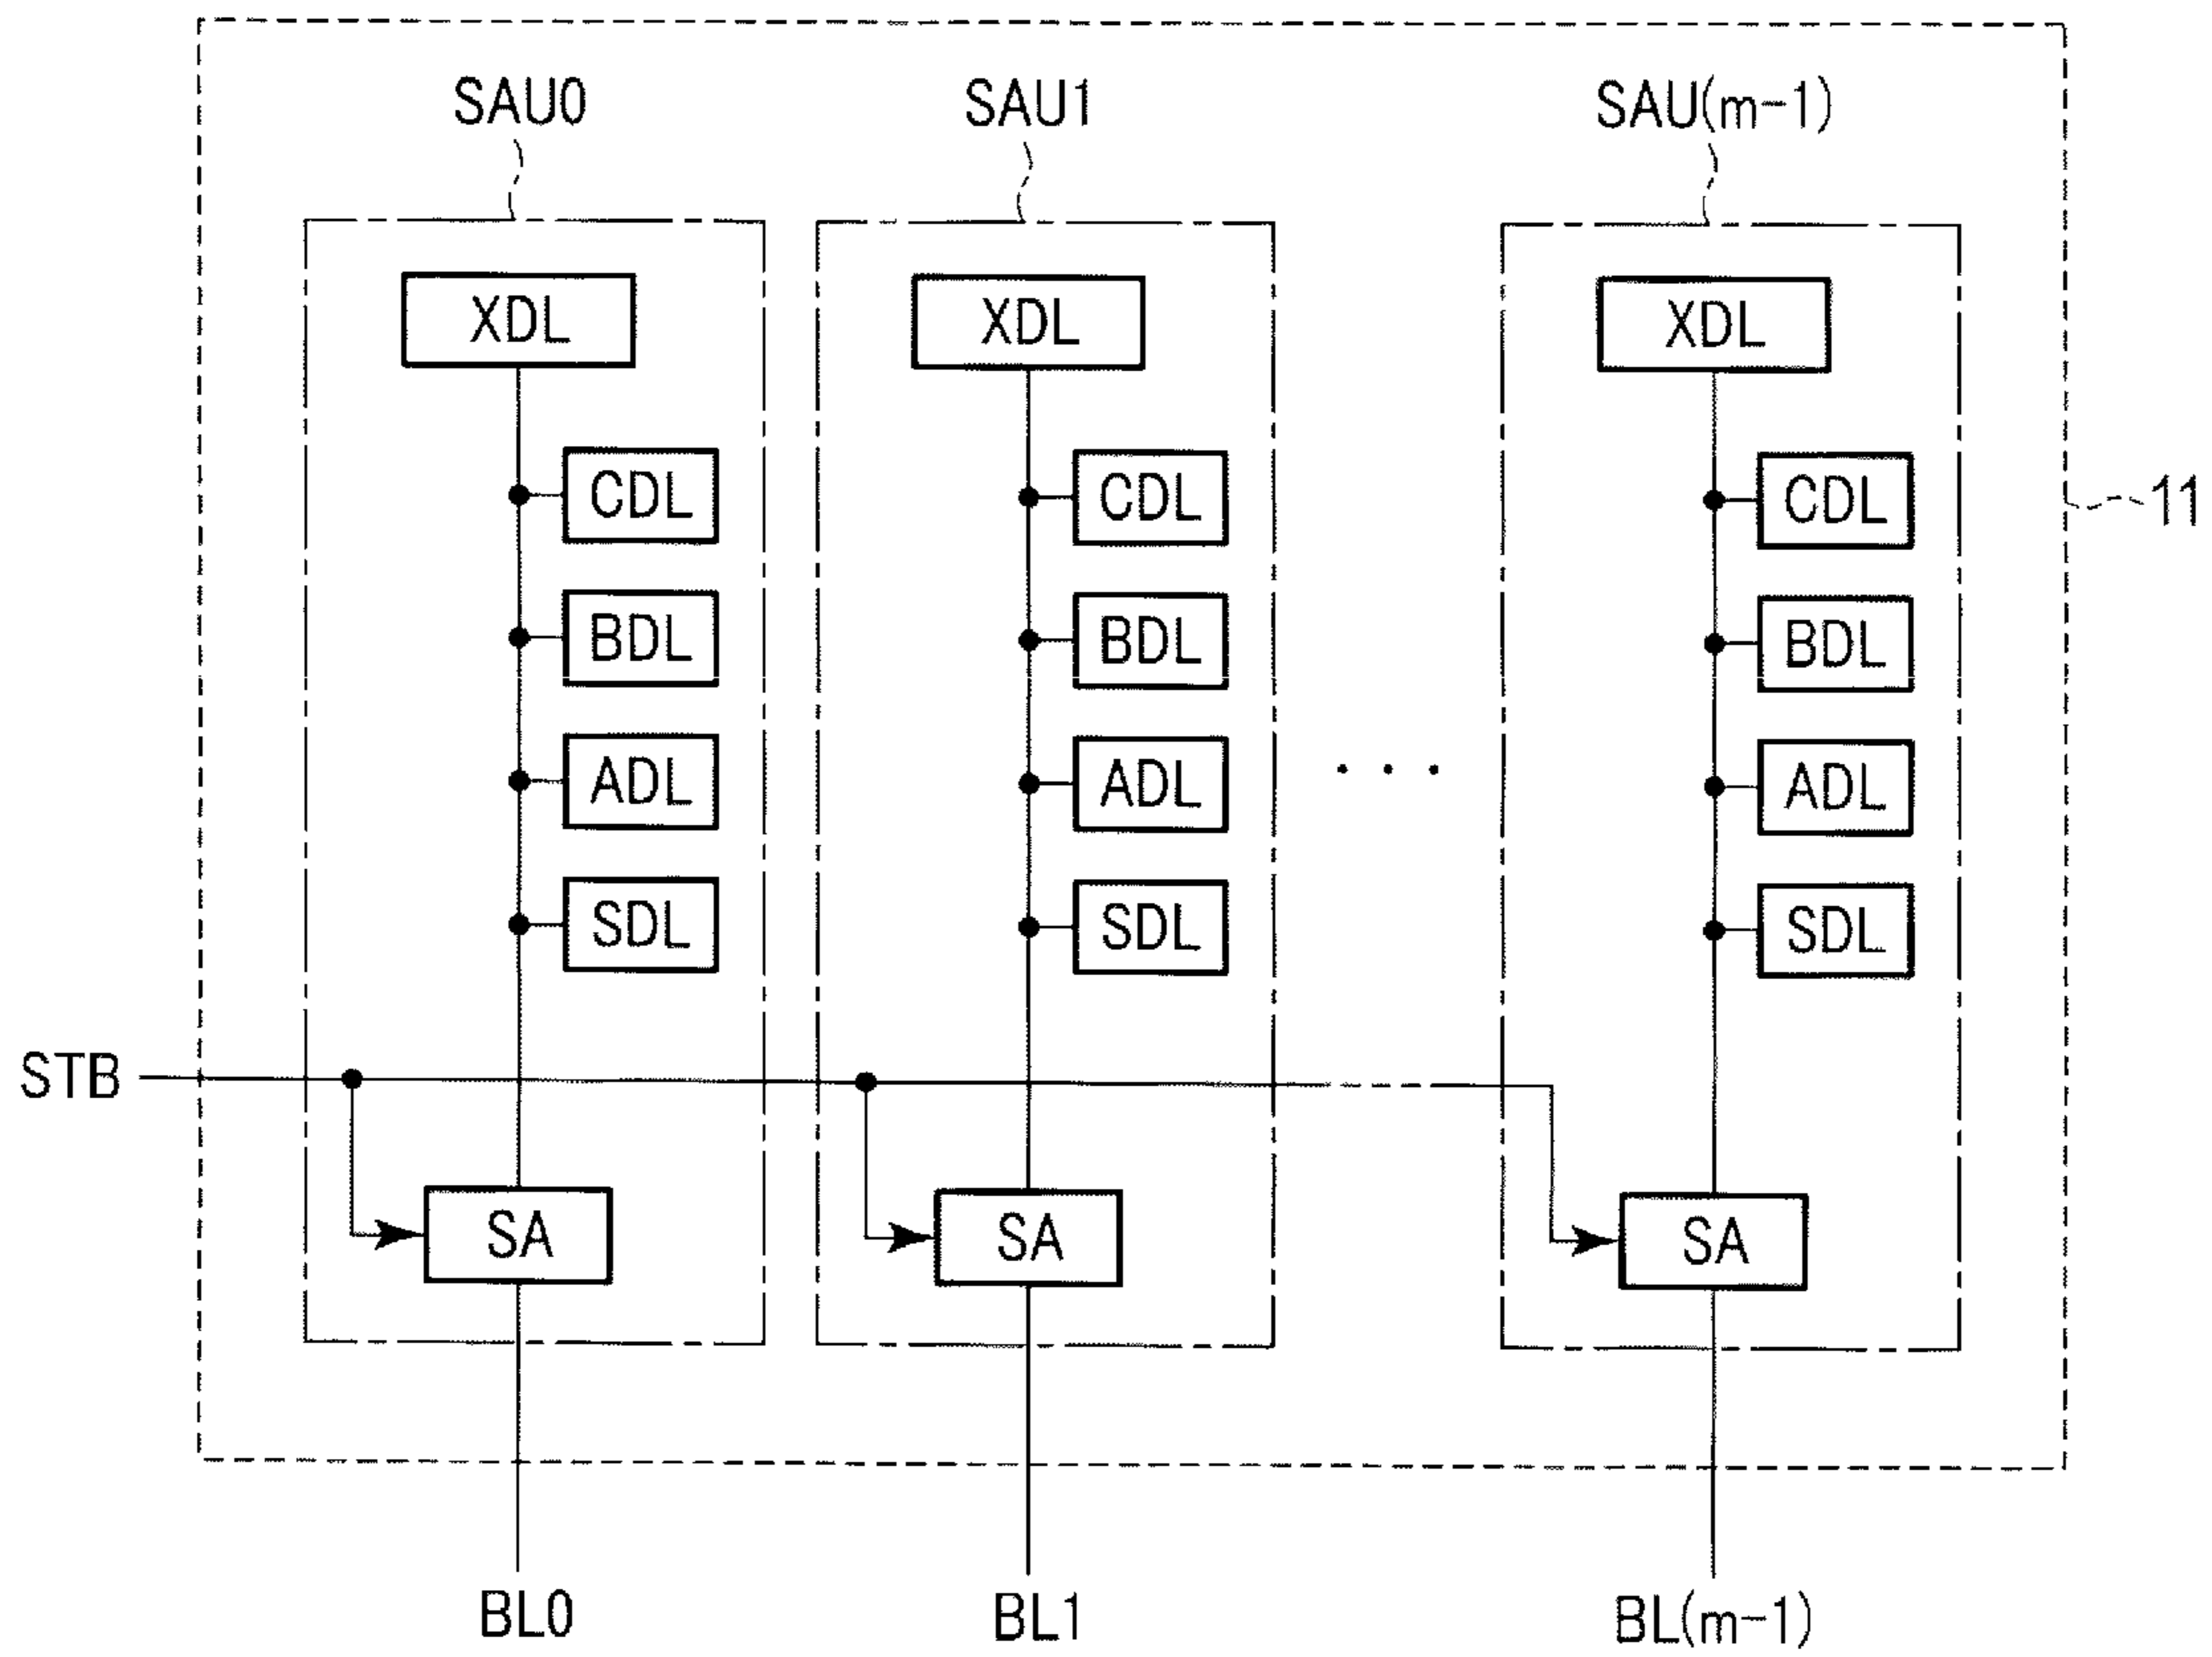 SAU0 SAU1 SAU(m-1)
XDL XDL XDL
CDL CDL CDL 11
BDL BDL BDL
ADL ADL . . . ADL
SDL SDL SDL
STB
SA SA SA
BL0 BL1 BL(m-1)